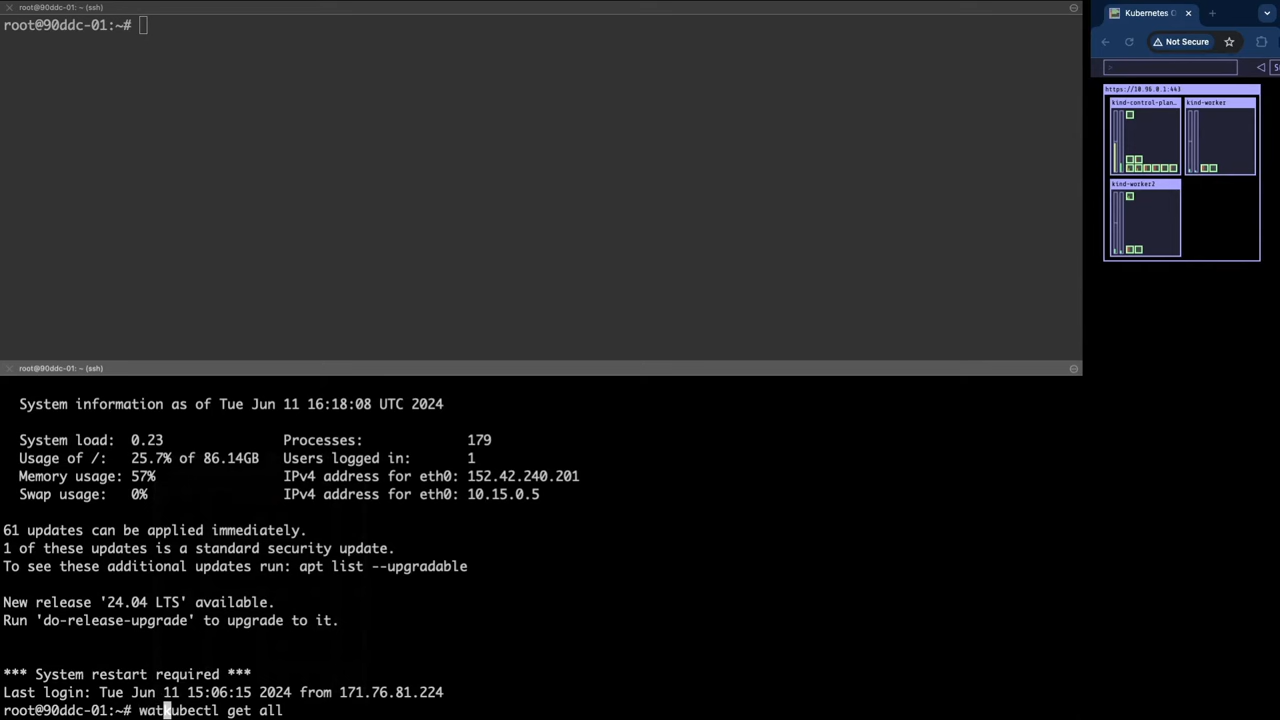 root@90ddc-01: ~ (ssh)
root@90ddc-01:~#
root@90ddc-01: ~ (ssh)
System information as of Tue Jun 11 16:18:08 UTC 2024
System load: 0.23 Processes: 179
Usage of /: 25.7% of 86.14GB Users logged in: 1
Memory usage: 57% IPv4 address for eth0: 152.42.240.201
Swap usage: 0% IPv4 address for eth0: 10.15.0.5
61 updates can be applied immediately.
1 of these updates is a standard security update.
To see these additional updates run: apt list --upgradable
New release '24.04 LTS' available.
Run 'do-release-upgrade' to upgrade to it.
*** System restart required ***
Last login: Tue Jun 11 15:06:15 2024 from 171.76.81.224
root@90ddc-01:~# watkubectl get all
Kubernetes
Not Secure
https://10.96.0.1:443
kind-control-plan… kind-worker
kind-worker2